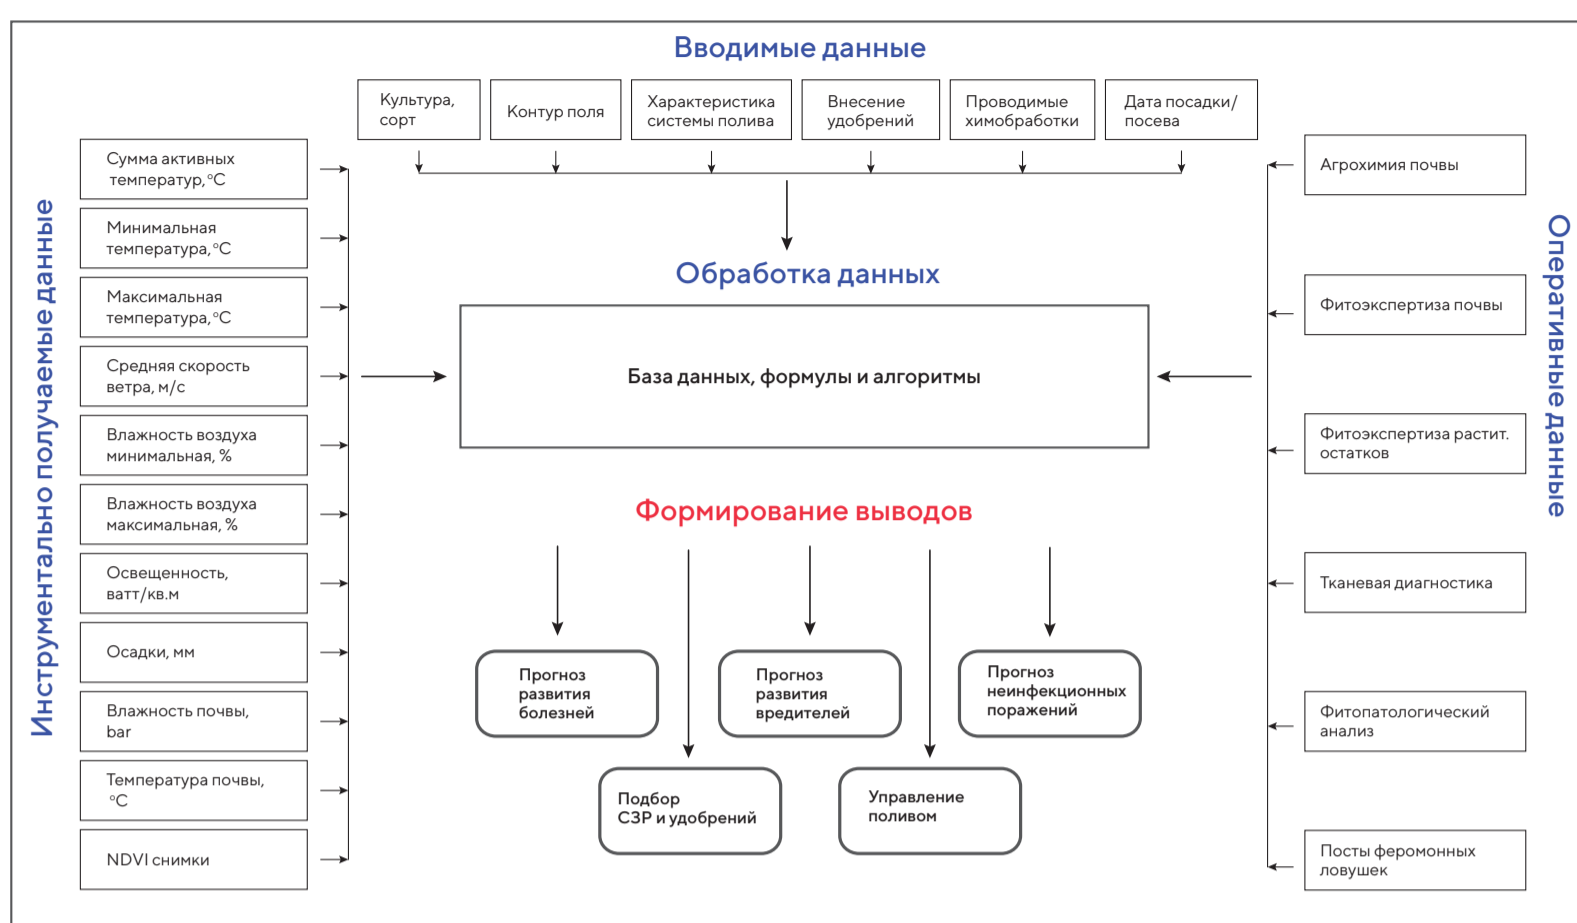 Вводимые данные
Культура,
сорт
Контур поля
Характеристика
системы полива
Внесение
удобрений
Проводимые
химобработки
Дата посадки/
посева
Инструментально получаемые данные
Сумма активных
температур, °C
Минимальная
температура, °C
Максимальная
температура, °C
Средняя скорость
ветра, м/с
Влажность воздуха
минимальная, %
Влажность воздуха
максимальная, %
Освещенность,
ватт/кв.м
Осадки, мм
Влажность почвы,
bar
Температура почвы,
°C
NDVI снимки
Обработка данных
База данных, формулы и алгоритмы
Формирование выводов
Прогноз
развития
болезней
Прогноз
развития
вредителей
Прогноз
неинфекционных
поражений
Подбор
СЗР и удобрений
Управление
поливом
Оперативные данные
Агрохимия почвы
Фитоэкспертиза почвы
Фитоэкспертиза растит.
остатков
Тканевая диагностика
Фитопатологический
анализ
Посты феромонных
ловушек